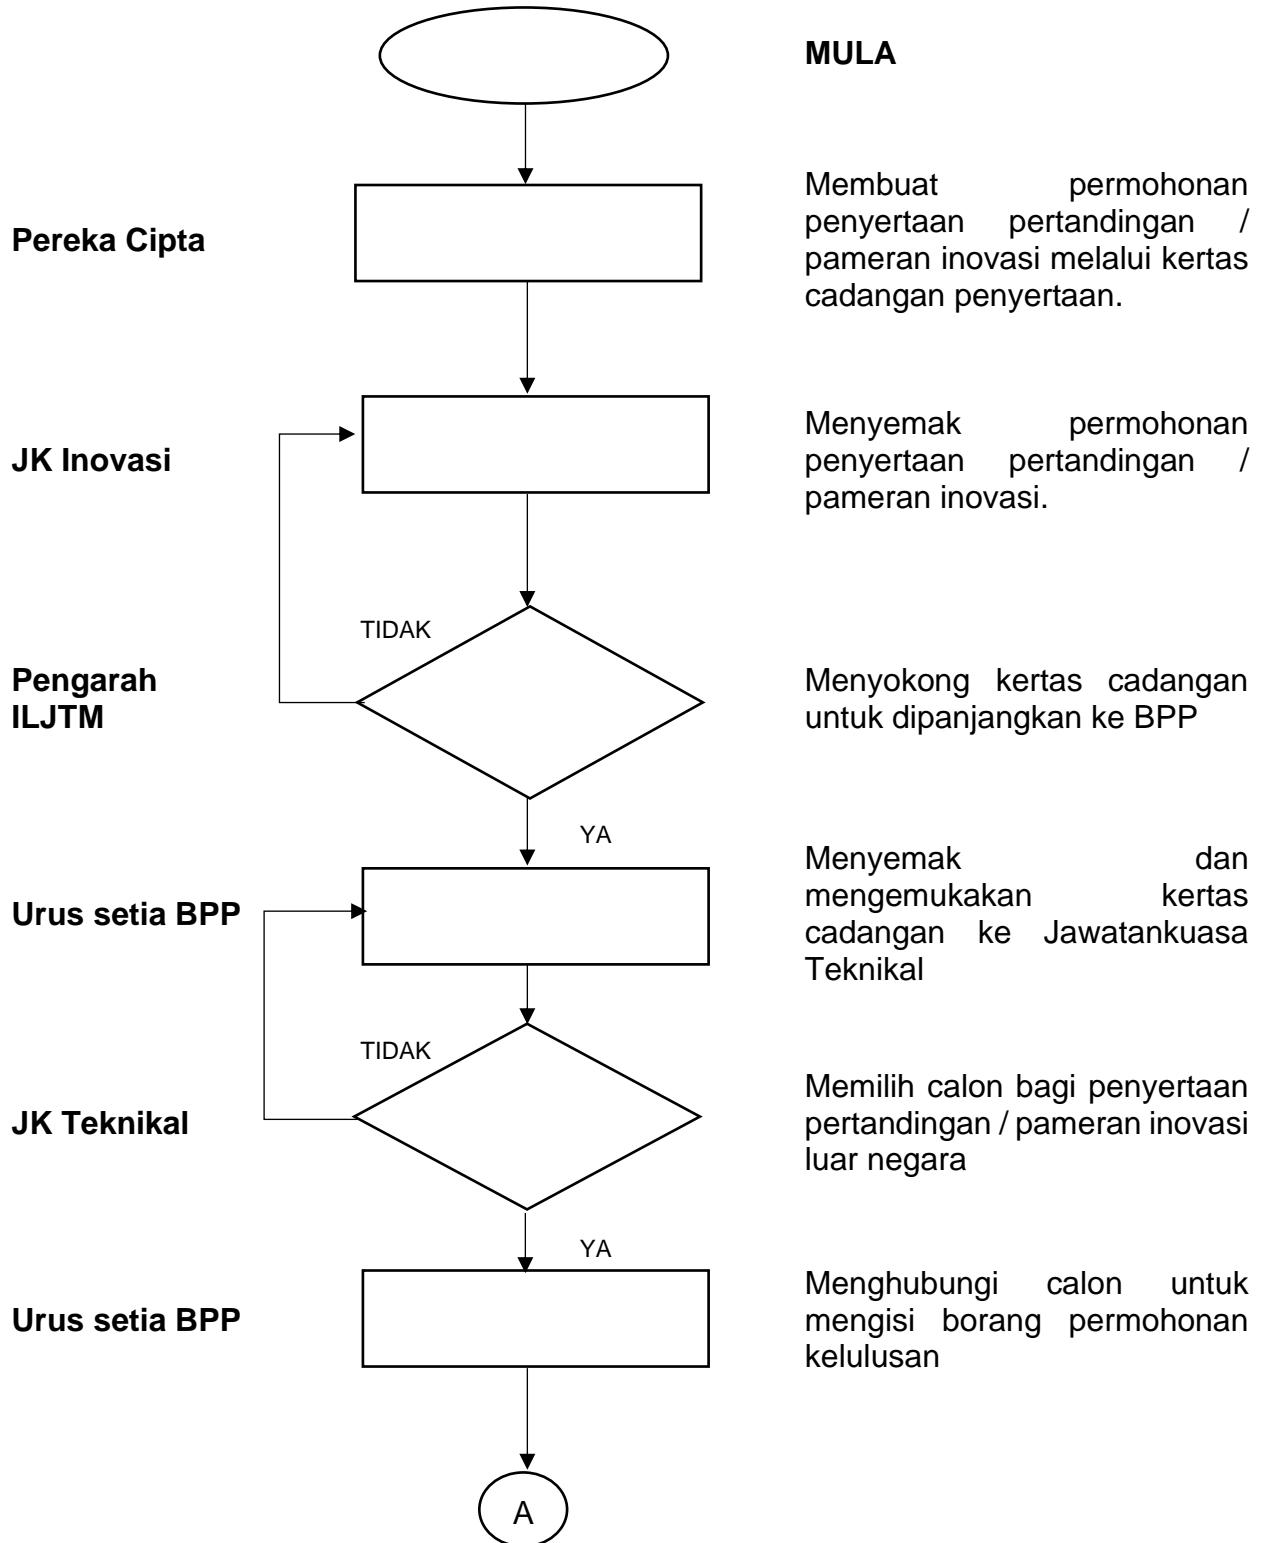 MULA
Pereka Cipta
Membuat permohonan
penyertaan pertandingan /
pameran inovasi melalui kertas
cadangan penyertaan.
JK Inovasi
Menyemak permohonan
penyertaan pertandingan /
pameran inovasi.
TIDAK
Pengarah
ILJTM
Menyokong kertas cadangan
untuk dipanjangkan ke BPP
YA
Urus setia BPP
Menyemak dan
mengemukakan kertas
cadangan ke Jawatankuasa
Teknikal
TIDAK
JK Teknikal
Memilih calon bagi penyertaan
pertandingan / pameran inovasi
luar negara
YA
Urus setia BPP
Menghubungi calon untuk
mengisi borang permohonan
kelulusan
A